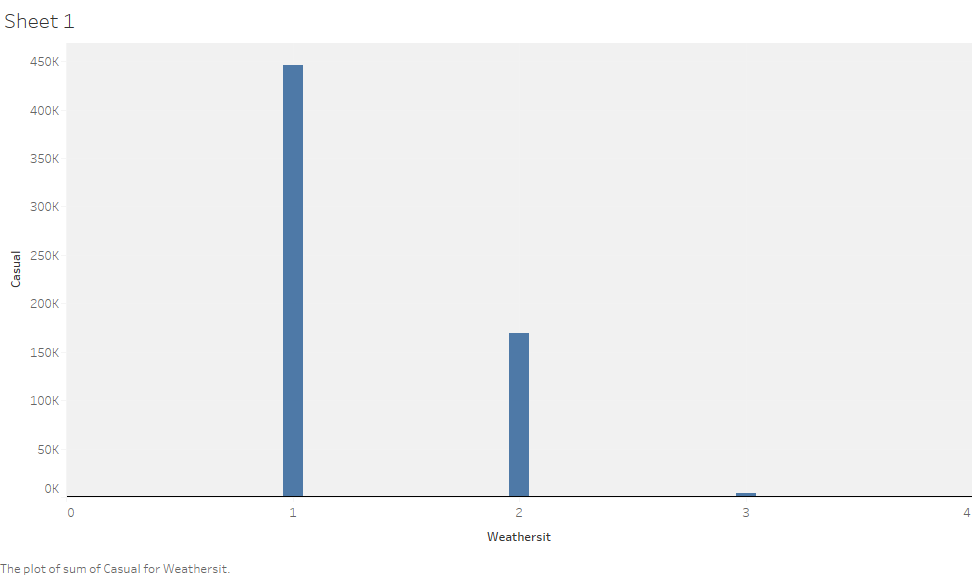 Sheet 1
450K
400K
350K
300K
250K
200K
150K
100K
50K
0K
Casual
0 1 2 3 4
Weathersit
The plot of sum of Casual for Weathersit.